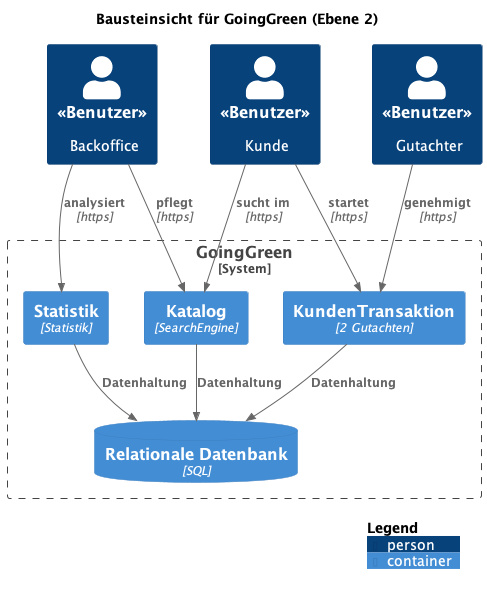 Bausteinsicht für GoingGreen (Ebene 2)
«Benutzer»
Backoffice
«Benutzer»
Kunde
«Benutzer»
Gutachter
analysiert
[https]
pflegt
[https]
sucht im
[https]
startet
[https]
genehmigt
[https]
GoingGreen
[System]
Statistik
[Statistik]
Katalog
[SearchEngine]
KundenTransaktion
[2 Gutachten]
Datenhaltung
Datenhaltung
Datenhaltung
Relationale Datenbank
[SQL]
Legend
person
container